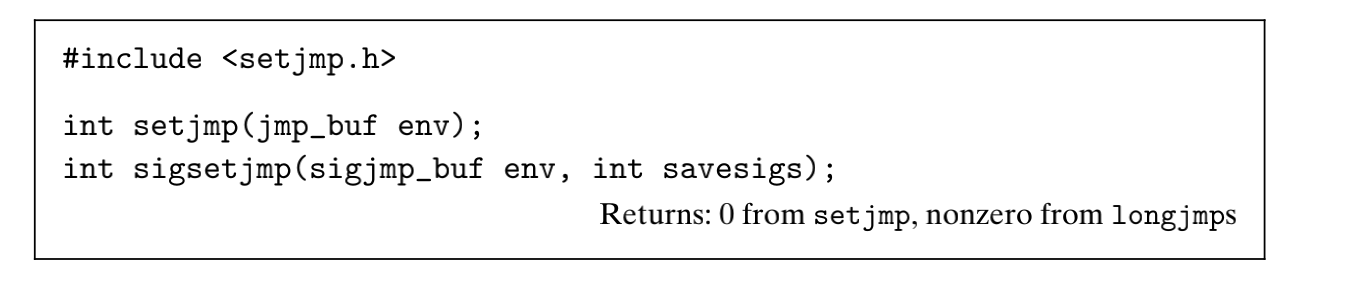 #include <setjmp.h>
int setjmp(jmp_buf env);
int sigsetjmp(sigjmp_buf env, int savesigs);
Returns: 0 from setjmp, nonzero from longjmps